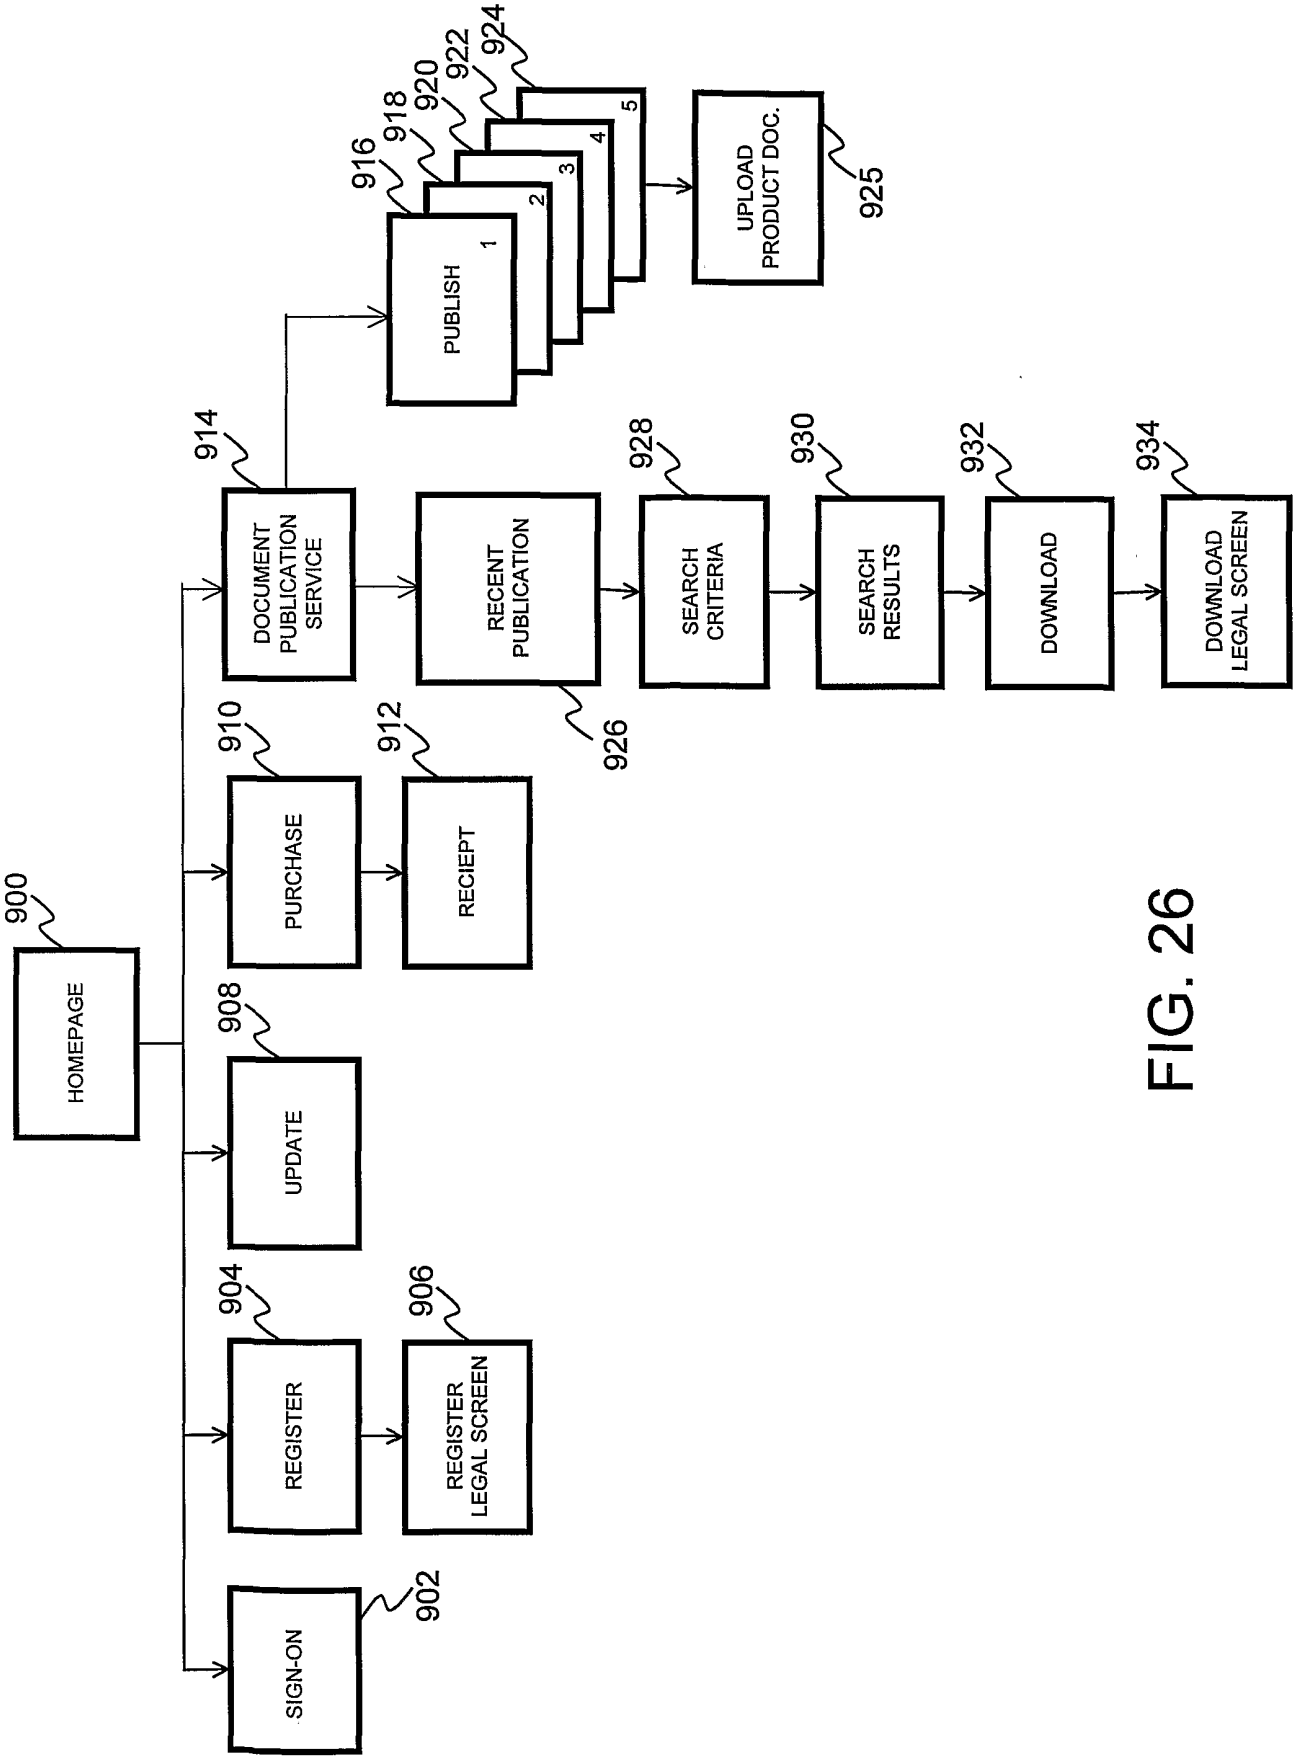 900
HOMEPAGE
SIGN-ON
902
904
REGISTER
906
REGISTER
LEGAL SCREEN
908
UPDATE
910
PURCHASE
912
RECIEPT
914
DOCUMENT
PUBLICATION
SERVICE
916
918
920
922
924
PUBLISH
1
2
3
4
5
UPLOAD
PRODUCT DOC.
925
RECENT
PUBLICATION
926
928
SEARCH
CRITERIA
930
SEARCH
RESULTS
932
DOWNLOAD
934
DOWNLOAD
LEGAL SCREEN
FIG. 26